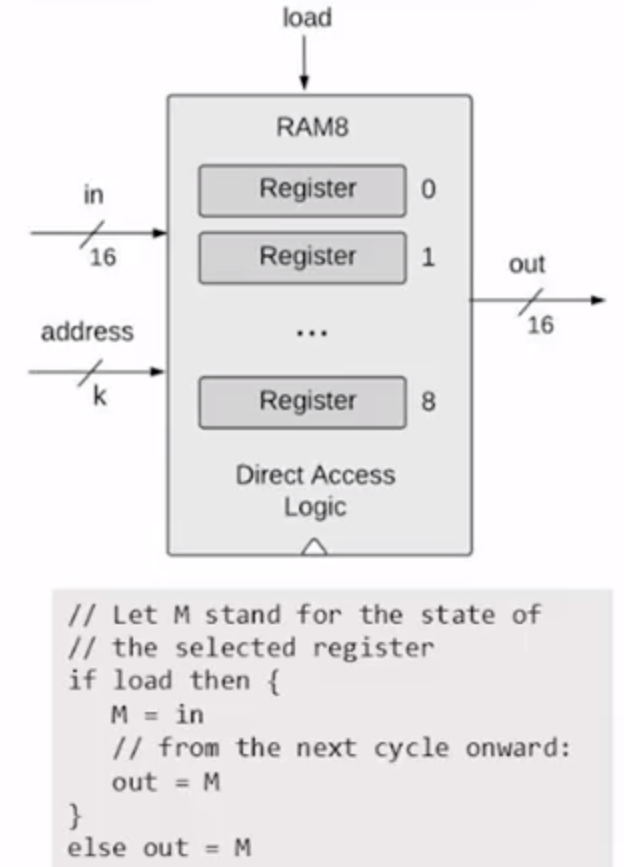 load
RAM8
Register 0
in
16
Register 1
out
16
address
k
...
Register 8
Direct Access
Logic
// Let M stand for the state of
// the selected register
if load then {
   M = in
   // from the next cycle onward:
   out = M
}
else out = M